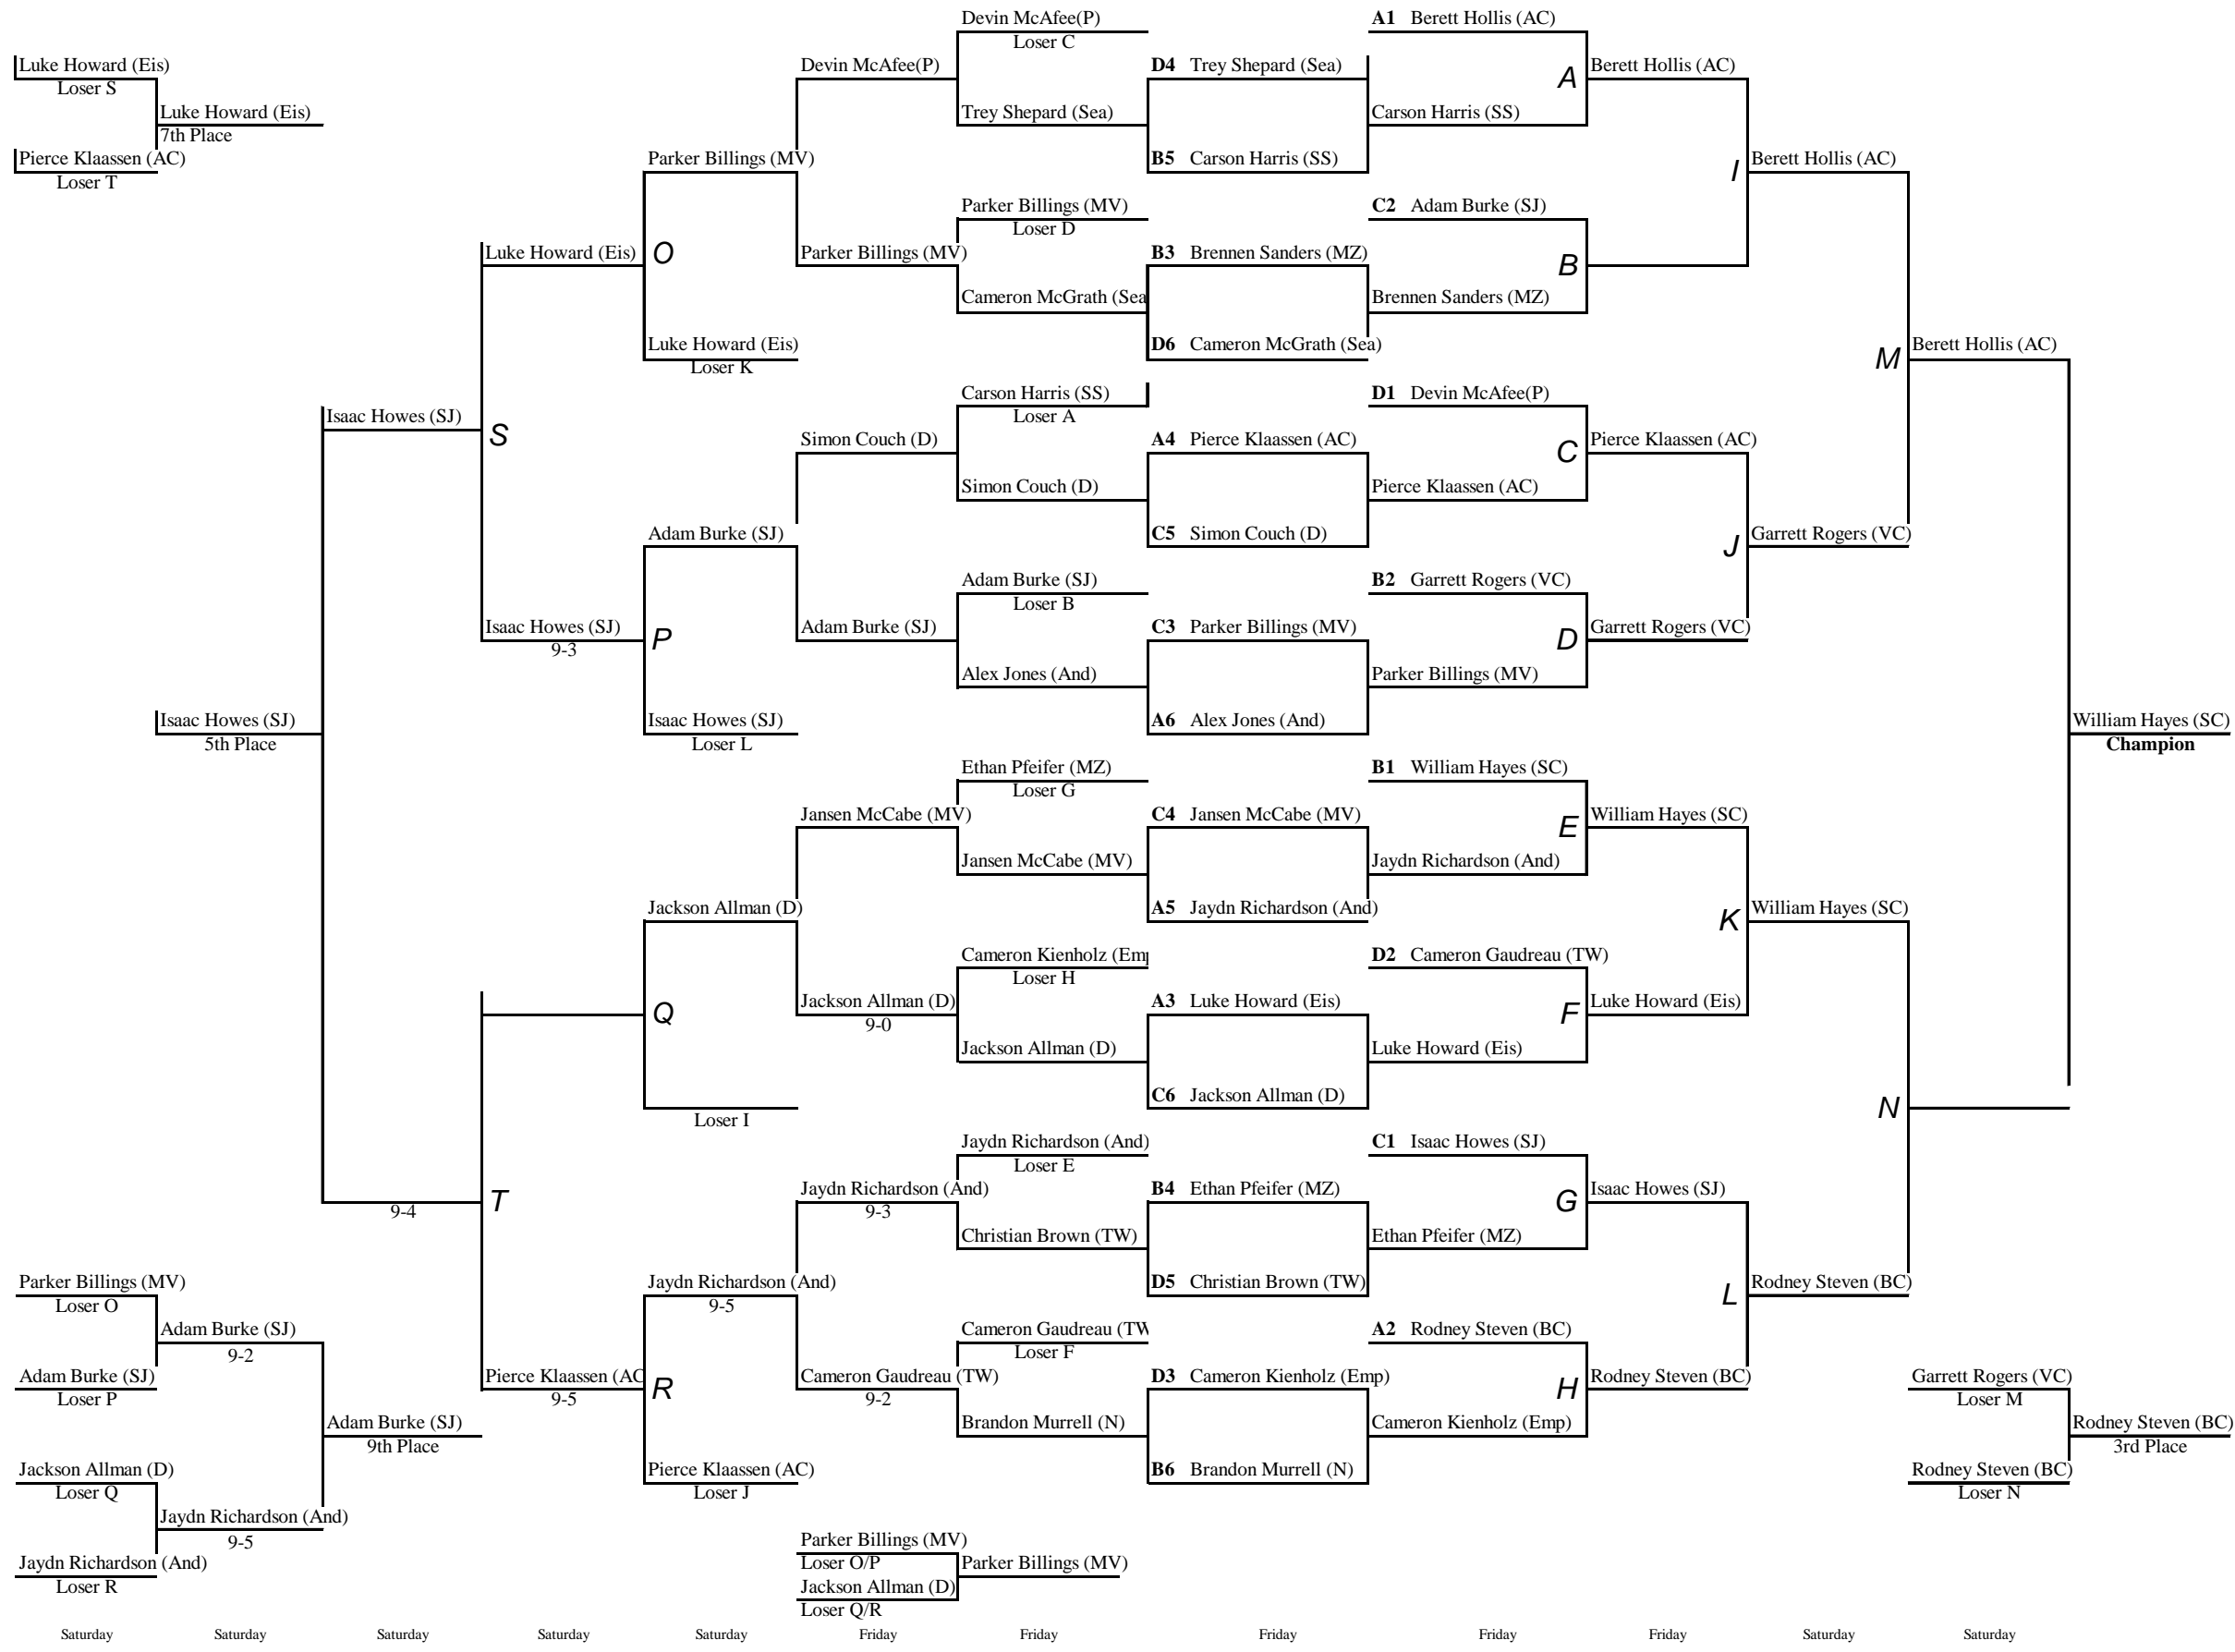 Devin McAfee(P)
A1 Berett Hollis (AC)
Loser C
Luke Howard (Eis)
Devin McAfee(P)
D4 Trey Shepard (Sea)
A
Berett Hollis (AC)
Loser S
Luke Howard (Eis)
Trey Shepard (Sea)
Carson Harris (SS)
7th Place
Pierce Klaassen (AC)
Parker Billings (MV)
B5 Carson Harris (SS)
I
Berett Hollis (AC)
Loser T
Parker Billings (MV)
C2 Adam Burke (SJ)
Loser D
Luke Howard (Eis)
O
Parker Billings (MV)
B3 Brennen Sanders (MZ)
B
Cameron McGrath (Sea
Brennen Sanders (MZ)
Luke Howard (Eis)
D6 Cameron McGrath (Sea)
M
Berett Hollis (AC)
Loser K
Carson Harris (SS)
D1 Devin McAfee(P)
Isaac Howes (SJ)
S
Loser A
Simon Couch (D)
A4 Pierce Klaassen (AC)
C
Pierce Klaassen (AC)
Simon Couch (D)
Pierce Klaassen (AC)
Adam Burke (SJ)
C5 Simon Couch (D)
J
Garrett Rogers (VC)
Adam Burke (SJ)
B2 Garrett Rogers (VC)
Loser B
Isaac Howes (SJ)
P
Adam Burke (SJ)
C3 Parker Billings (MV)
D
Garrett Rogers (VC)
9-3
Alex Jones (And)
Parker Billings (MV)
Isaac Howes (SJ)
Isaac Howes (SJ)
A6 Alex Jones (And)
William Hayes (SC)
5th Place
Loser L
Champion
Ethan Pfeifer (MZ)
B1 William Hayes (SC)
Loser G
Jansen McCabe (MV)
C4 Jansen McCabe (MV)
E
William Hayes (SC)
Jansen McCabe (MV)
Jaydn Richardson (And)
Jackson Allman (D)
A5 Jaydn Richardson (And)
K
William Hayes (SC)
Cameron Kienholz (Emp
D2 Cameron Gaudreau (TW)
Loser H
Q
Jackson Allman (D)
A3 Luke Howard (Eis)
F
Luke Howard (Eis)
9-0
Jackson Allman (D)
Luke Howard (Eis)
C6 Jackson Allman (D)
N
Loser I
Jaydn Richardson (And)
C1 Isaac Howes (SJ)
Loser E
T
Jaydn Richardson (And)
B4 Ethan Pfeifer (MZ)
G
Isaac Howes (SJ)
9-4
9-3
Christian Brown (TW)
Ethan Pfeifer (MZ)
Parker Billings (MV)
Jaydn Richardson (And)
D5 Christian Brown (TW)
L
Rodney Steven (BC)
Loser O
9-5
Adam Burke (SJ)
Cameron Gaudreau (TW
A2 Rodney Steven (BC)
9-2
Loser F
Adam Burke (SJ)
Pierce Klaassen (AC
R
Cameron Gaudreau (TW)
D3 Cameron Kienholz (Emp)
H
Rodney Steven (BC)
Garrett Rogers (VC)
Loser P
9-5
9-2
Loser M
Adam Burke (SJ)
Brandon Murrell (N)
Cameron Kienholz (Emp)
Rodney Steven (BC)
9th Place
3rd Place
Jackson Allman (D)
Pierce Klaassen (AC)
B6 Brandon Murrell (N)
Rodney Steven (BC)
Loser Q
Loser J
Loser N
Jaydn Richardson (And)
9-5
Parker Billings (MV)
Jaydn Richardson (And)
Loser O/P
Parker Billings (MV)
Loser R
Jackson Allman (D)
Loser Q/R
Saturday Saturday Saturday Saturday Saturday Friday Friday Friday Friday Friday Saturday Saturday